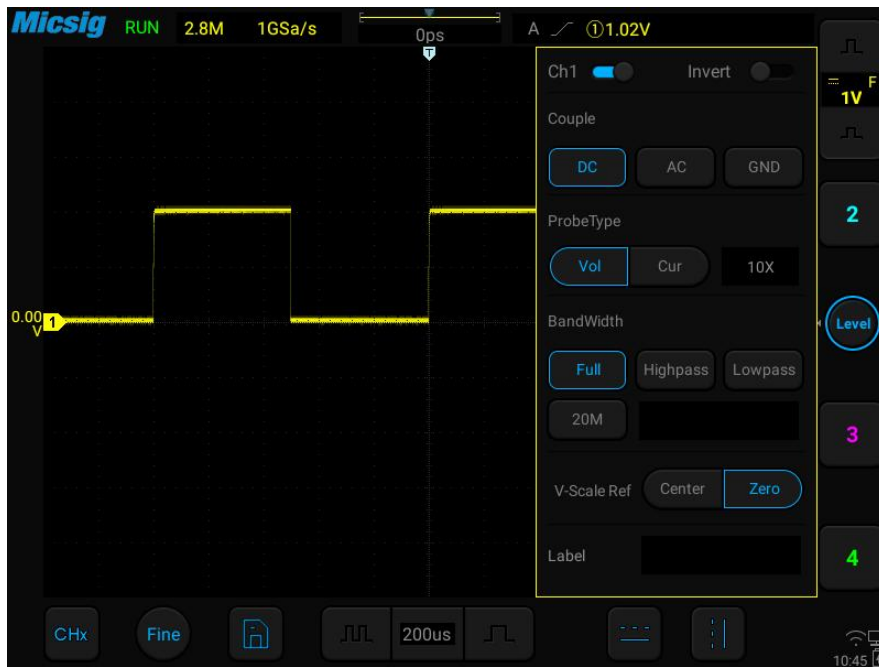 Micsig RUN 2.8M 1GSa/s 0ps A ①1.02V
T
Ch1 Invert
F
1V
Couple
DC AC GND
2
ProbeType
Vol Cur 10X
0.00
V
1
BandWidth
Level
Full Highpass Lowpass
20M
3
V-Scale Ref Center Zero
Label
4
CHx Fine 200us
10:45